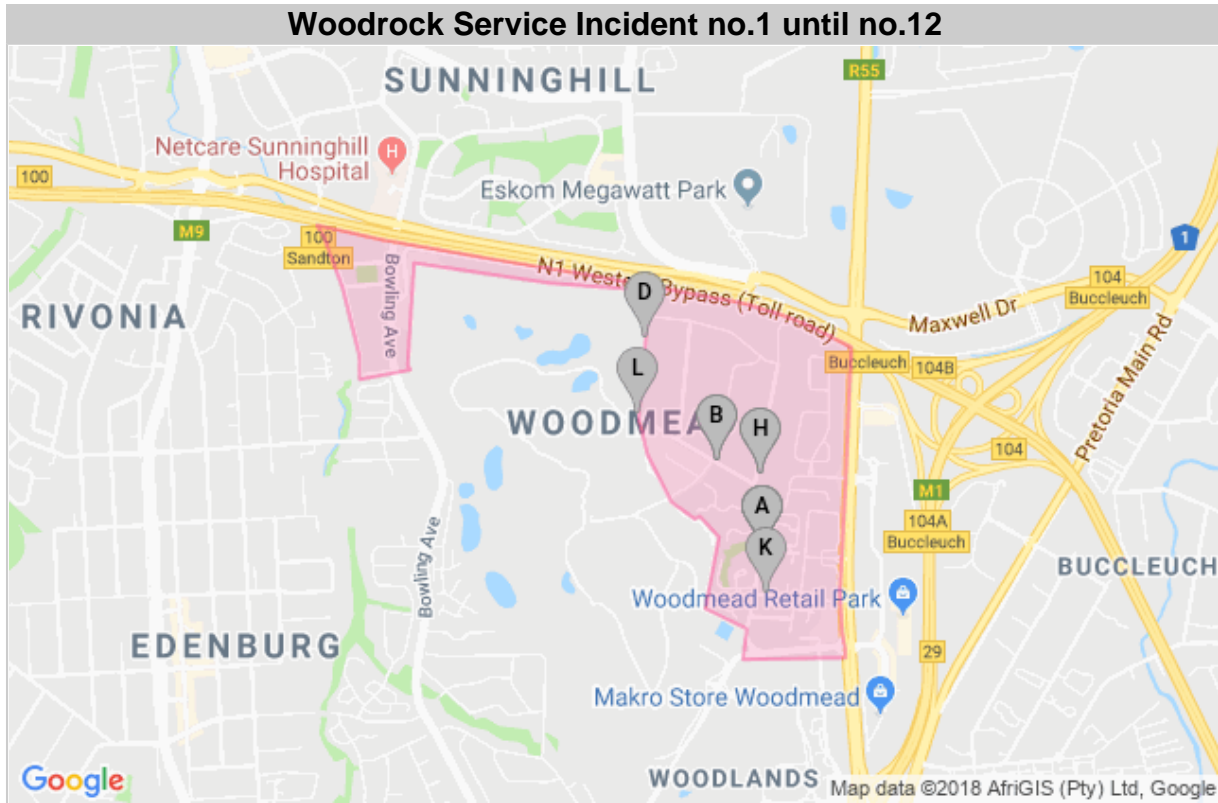 Woodrock Service Incident no.1 until no.12
SUNNINGHILL
R55
Netcare Sunninghill
Hospital
H
100
Eskom Megawatt Park
M9
1
100
Sandton
N1 Western Bypass (Toll road)
104
Buccleuch
D
RIVONIA
Bowling Ave
Maxwell Dr
Buccleuch
104B
L
Pretoria Main Rd
WOODMEA
B
H
104
M1
A
104A
Buccleuch
K
BUCCLEUCH
Bowling Ave
Woodmead Retail Park
EDENBURG
29
Makro Store Woodmead
WOODLANDS
Google
Map data ©2018 AfriGIS (Pty) Ltd, Google